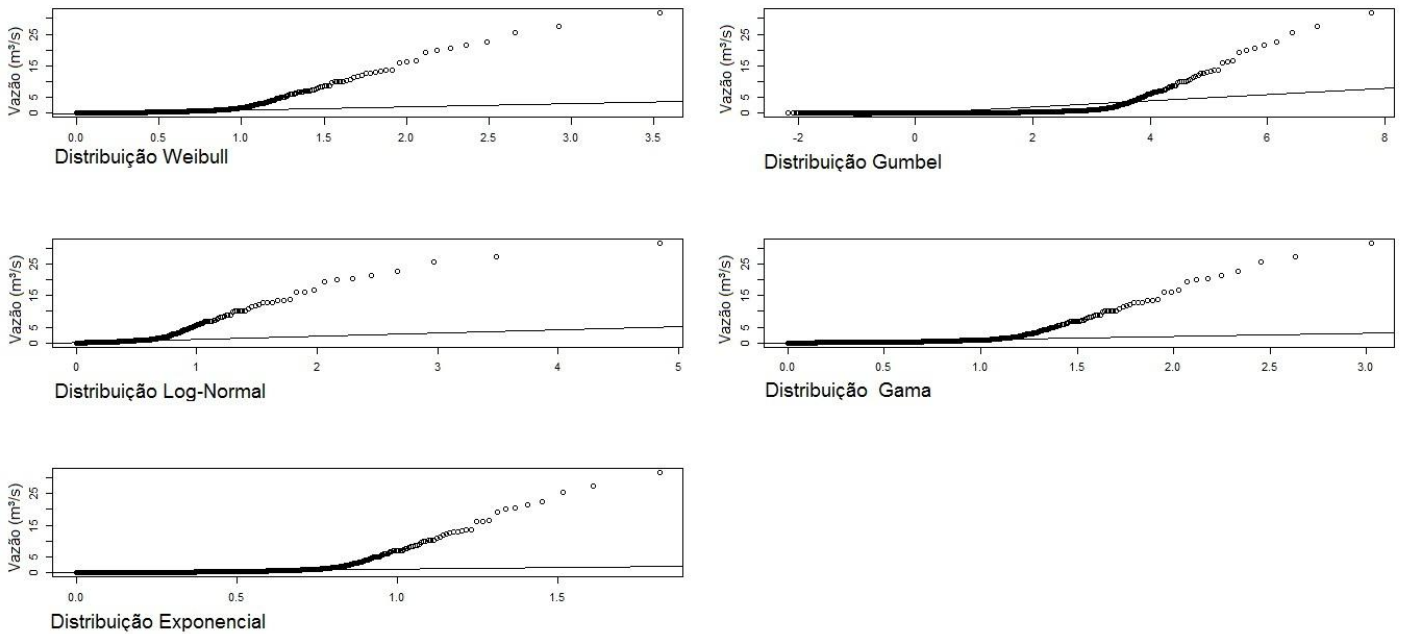 Vazão (m³/s)
5 15 25
0
0.0 0.5 1.0 1.5 2.0 2.5 3.0 3.5
Distribuição Weibull
Vazão (m³/s)
0 5 15 25
-2 0 2 4 6 8
Distribuição Gumbel
Vazão (m³/s)
0 5 15 25
0 1 2 3 4 5
Distribuição Log-Normal
Vazão (m³/s)
0 5 15 25
0.0 0.5 1.0 1.5 2.0 2.5 3.0
Distribuição Gama
Vazão (m³/s)
0 5 15 25
0.0 0.5 1.0 1.5
Distribuição Exponencial